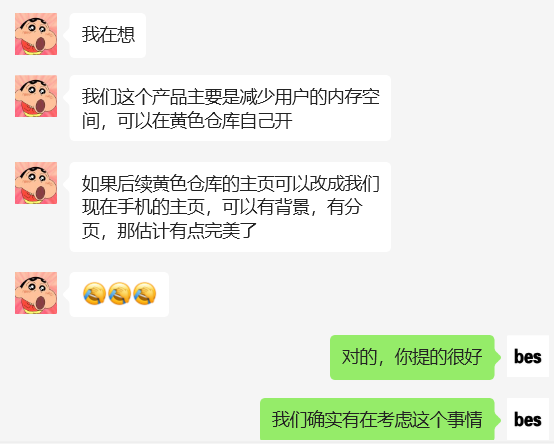 我在想
我们这个产品主要是减少用户的内存空
间，可以在黄色仓库自己开
如果后续黄色仓库的主页可以改成我们
现在手机的主页，可以有背景，有分
页，那估计有点完美了
对的，你提的很好
bes
我们确实有在考虑这个事情
bes